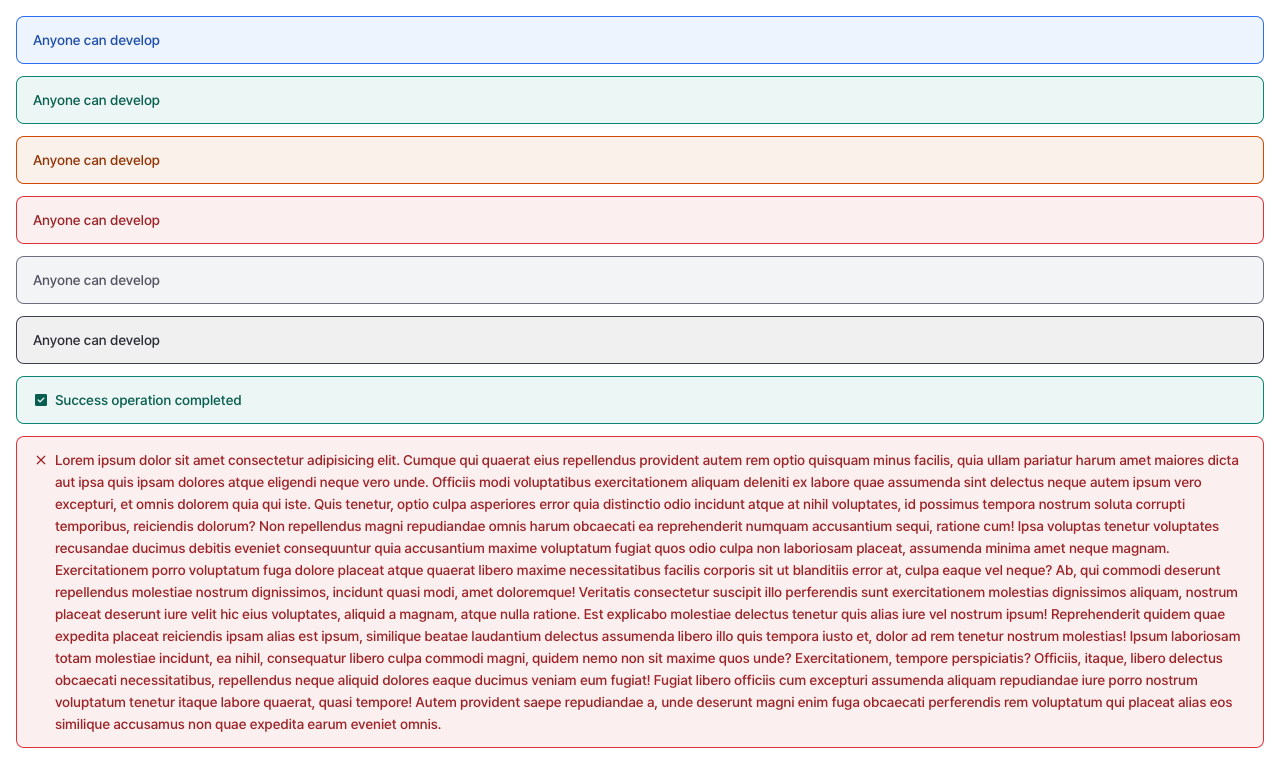 Anyone can develop
Anyone can develop
Anyone can develop
Anyone can develop
Anyone can develop
Anyone can develop
Success operation completed
Lorem ipsum dolor sit amet consectetur adipisicing elit. Cumque qui quaerat eius repellendus provident autem rem optio quisquam minus facilis, quia ullam pariatur harum amet maiores dicta
aut ipsa quis ipsam dolores atque eligendi neque vero unde. Officiis modi voluptatibus exercitationem aliquam deleniti ex labore quae assumenda sint delectus neque autem ipsum vero
excepturi, et omnis dolorem quia qui iste. Quis tenetur, optio culpa asperiores error quia distinctio odio incidunt atque at nihil voluptates, id possimus tempora nostrum soluta corrupti
temporibus, reiciendis dolorum? Non repellendus magni repudiandae omnis harum obcaecati ea reprehenderit numquam accusantium sequi, ratione cum! Ipsa voluptas tenetur voluptates
recusandae ducimus debitis eveniet consequuntur quia accusantium maxime voluptatum fugiat quos odio culpa non laboriosam placeat, assumenda minima amet neque magnam.
Exercitationem porro voluptatum fuga dolore placeat atque quaerat libero maxime necessitatibus facilis corporis sit ut blanditiis error at, culpa eaque vel neque? Ab, qui commodi deserunt
repellendus molestiae nostrum dignissimos, incidunt quasi modi, amet doloremque! Veritatis consectetur suscipit illo perferendis sunt exercitationem molestias dignissimos aliquam, nostrum
placeat deserunt iure velit hic eius voluptates, aliquid a magnam, atque nulla ratione. Est explicabo molestiae delectus tenetur quis alias iure vel nostrum ipsum! Reprehenderit quidem quae
expedita placeat reiciendis ipsam alias est ipsum, similique beatae laudantium delectus assumenda libero illo quis tempora iusto et, dolor ad rem tenetur nostrum molestias! Ipsum laboriosam
totam molestiae incidunt, ea nihil, consequatur libero culpa commodi magni, quidem nemo non sit maxime quos unde? Exercitationem, tempore perspiciatis? Officiis, itaque, libero delectus
obcaecati necessitatibus, repellendus neque aliquid dolores eaque ducimus veniam eum fugiat! Fugiat libero officiis cum excepturi assumenda aliquam repudiandae iure porro nostrum
voluptatum tenetur itaque labore quaerat, quasi tempore! Autem provident saepe repudiandae a, unde deserunt magni enim fuga obcaecati perferendis rem voluptatum qui placeat alias eos
similique accusamus non quae expedita earum eveniet omnis.